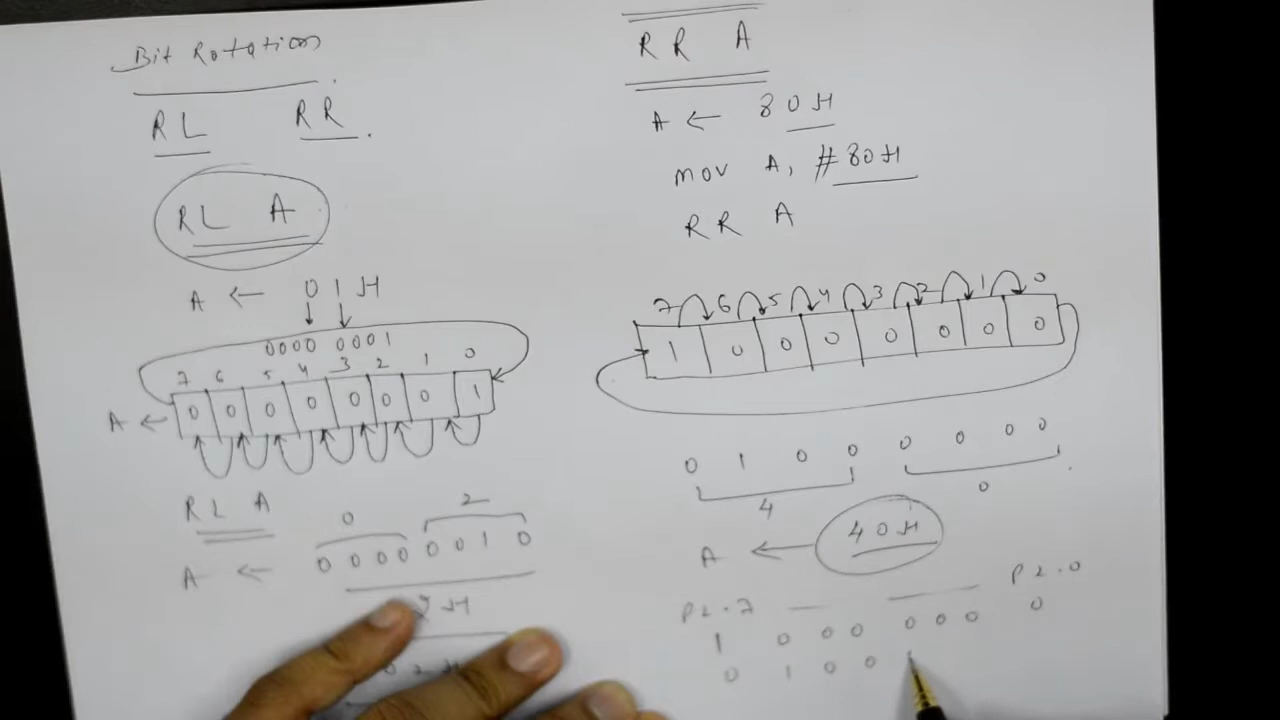 Bit Rotation
RL RR.
RL A
A ← 01H
0000 0001
7 6 5 4 3 2 1 0
A ← 0 0 0 0 0 0 0 1
RL A
0 2
A ← 0 0 0 0 0 0 1 0
2H
02H
RR A
A ← 80H
mov A, #80H
RR A
7 6 5 4 3 2 1 0
1 0 0 0 0 0 0 0
0 1 0 0 0 0 0 0
4 0
A ← 40H
P2.7 P2.0
1 0 0 0 0 0 0 0
0 1 0 0